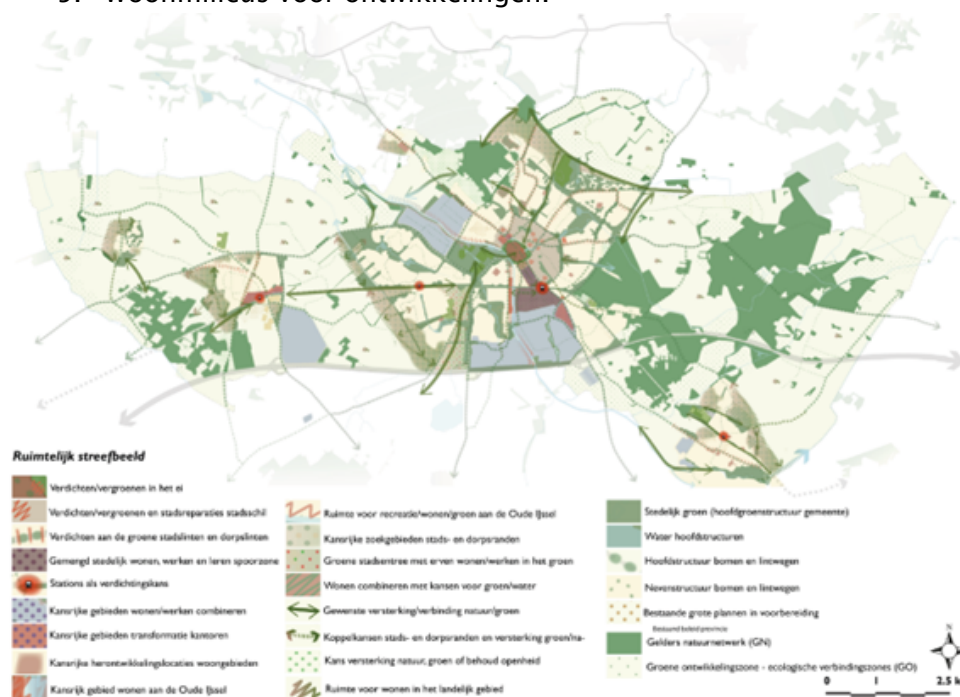 Woonmilieus voor ontwikkelingen.
Ruimtelijk streefbeeld
Verdichten/vergroenen in het ei
Verdichten/vergroenen en stadsreparaties stadsschil
Verdichten aan de groene stadslinten en dorpslinten
Gemengd stedelijk wonen, werken en leren spoorzone
Stations als verdichtingskans
Kansrijke gebieden wonen/werken combineren
Kansrijke gebieden transformatie kantoren
Kansrijke herontwikkelingslocaties woongebieden
Kansrijk gebied wonen aan de Oude IJssel
Ruimte voor recreatie/wonen/groen aan de Oude IJssel
Kansrijke zoekgebieden stads- en dorpsranden
Groene stadsentree met erven wonen/werken in het groen
Wonen combineren met kansen voor groen/water
Gewenste versterking/verbinding natuur/groen
Koppelkansen stads- en dorpsranden en versterking groen/na-
Kans versterking natuur, groen of behoud openheid
Ruimte voor wonen in het landelijk gebied
Stedelijk groen (hoofdgroenstructuur gemeente)
Water hoofdstructuren
Hoofdstructuur bomen en lintwegen
Nevenstructuur bomen en lintwegen
Bestaande grote plannen in voorbereiding
Bestaand beleid provincie
Gelders natuurnetwerk (GN)
Groene ontwikkelingszone - ecologische verbindingszones (GO)
N
0 1 2.5 k